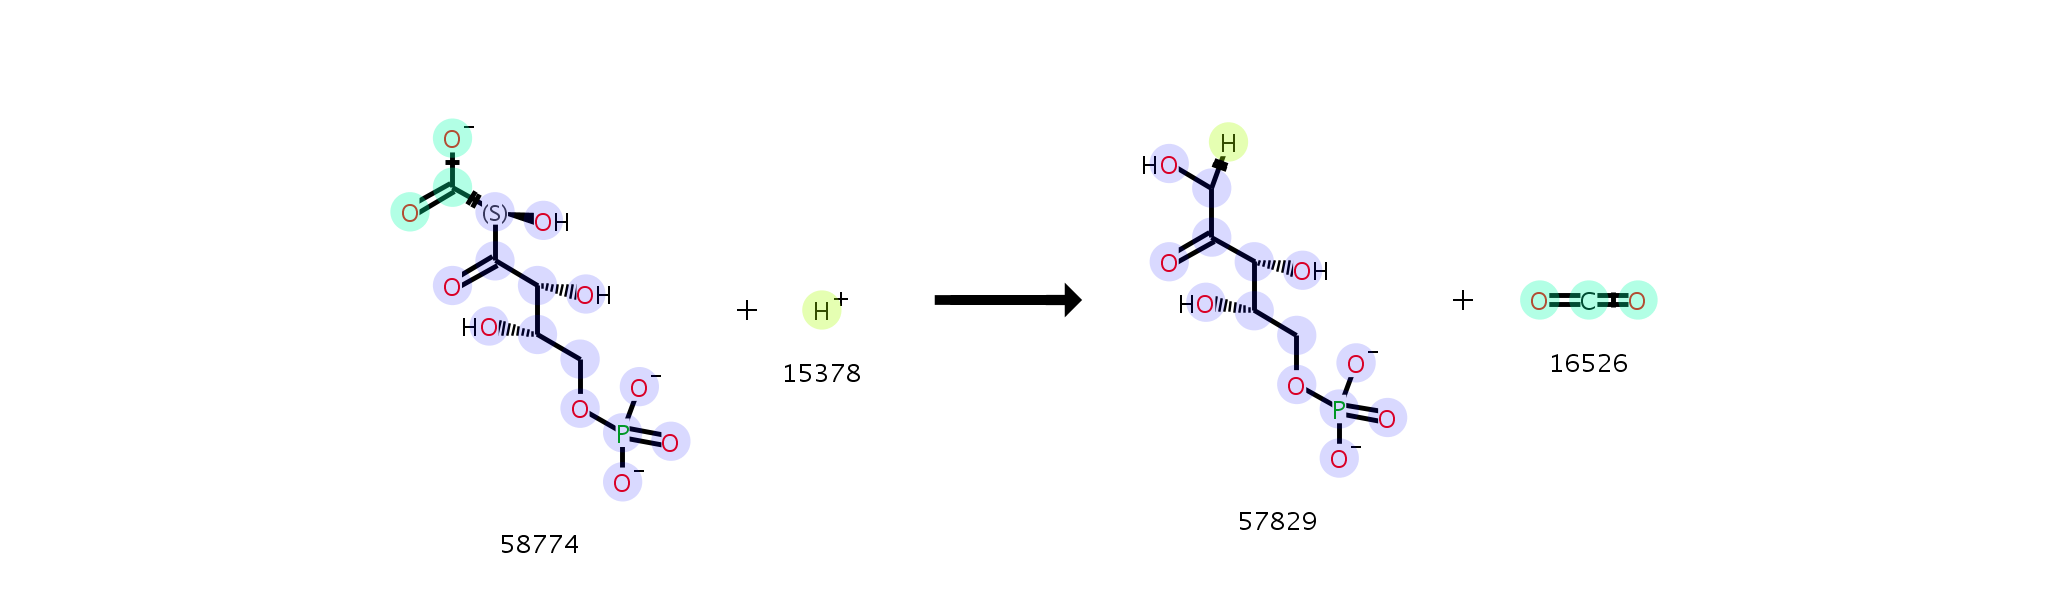 O-
O
(S)
OH
O
OH
HO
O-
O
P
O
O-
58774
+
H+
15378
H
HO
O
OH
HO
O-
O
P
O
O-
57829
+
O=C=O
16526